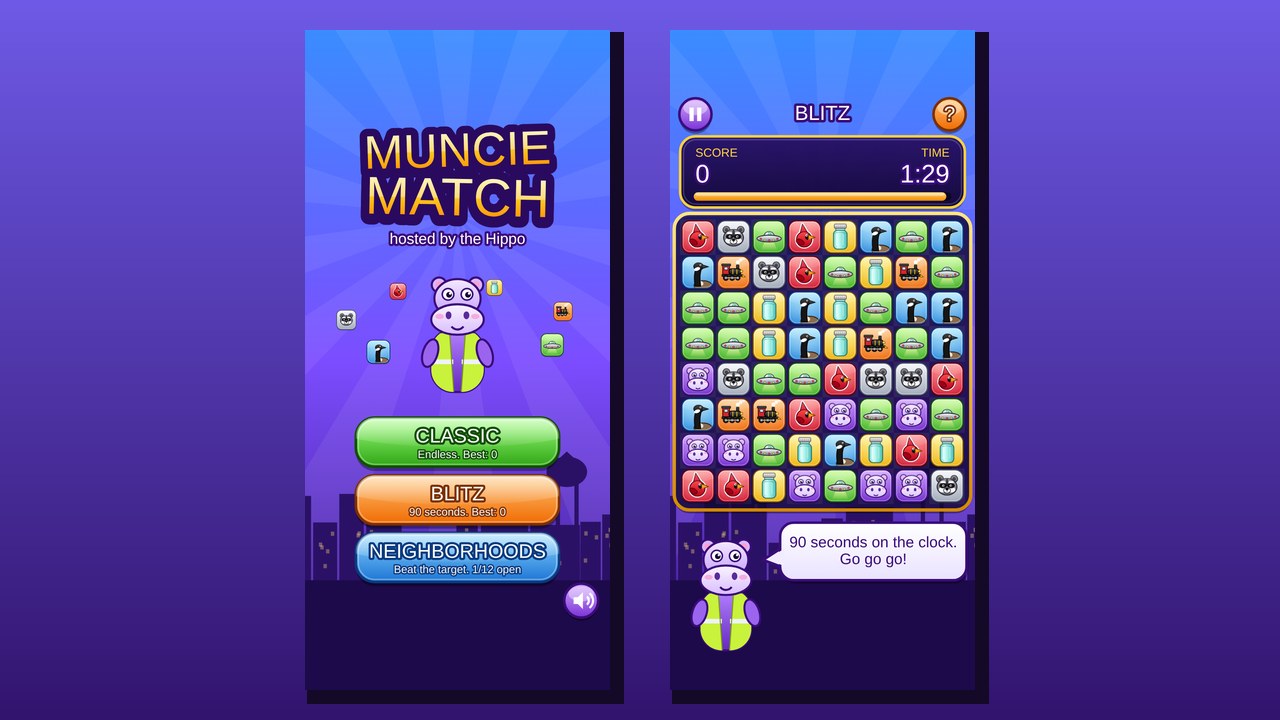 MUNCIE
MATCH
hosted by the Hippo
CLASSIC
Endless. Best: 0
BLITZ
90 seconds. Best: 0
NEIGHBORHOODS
Beat the target. 1/12 open
BLITZ
?
SCORE
TIME
0
1:29
90 seconds on the clock.
Go go go!